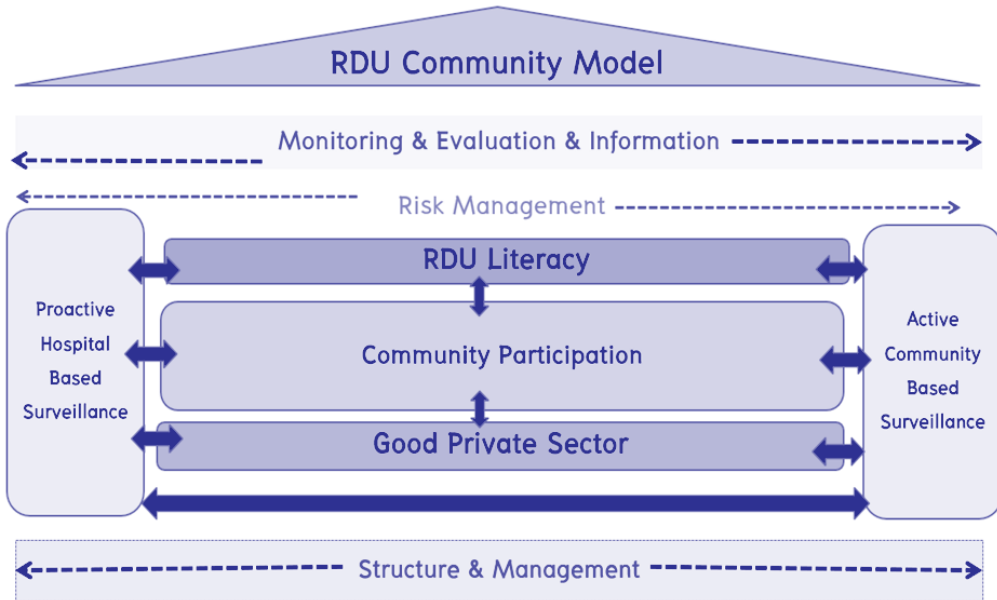 RDU Community Model
Monitoring & Evaluation & Information
Risk Management
RDU Literacy
Proactive
Hospital
Based
Surveillance
Community Participation
Active
Community
Based
Surveillance
Good Private Sector
Structure & Management